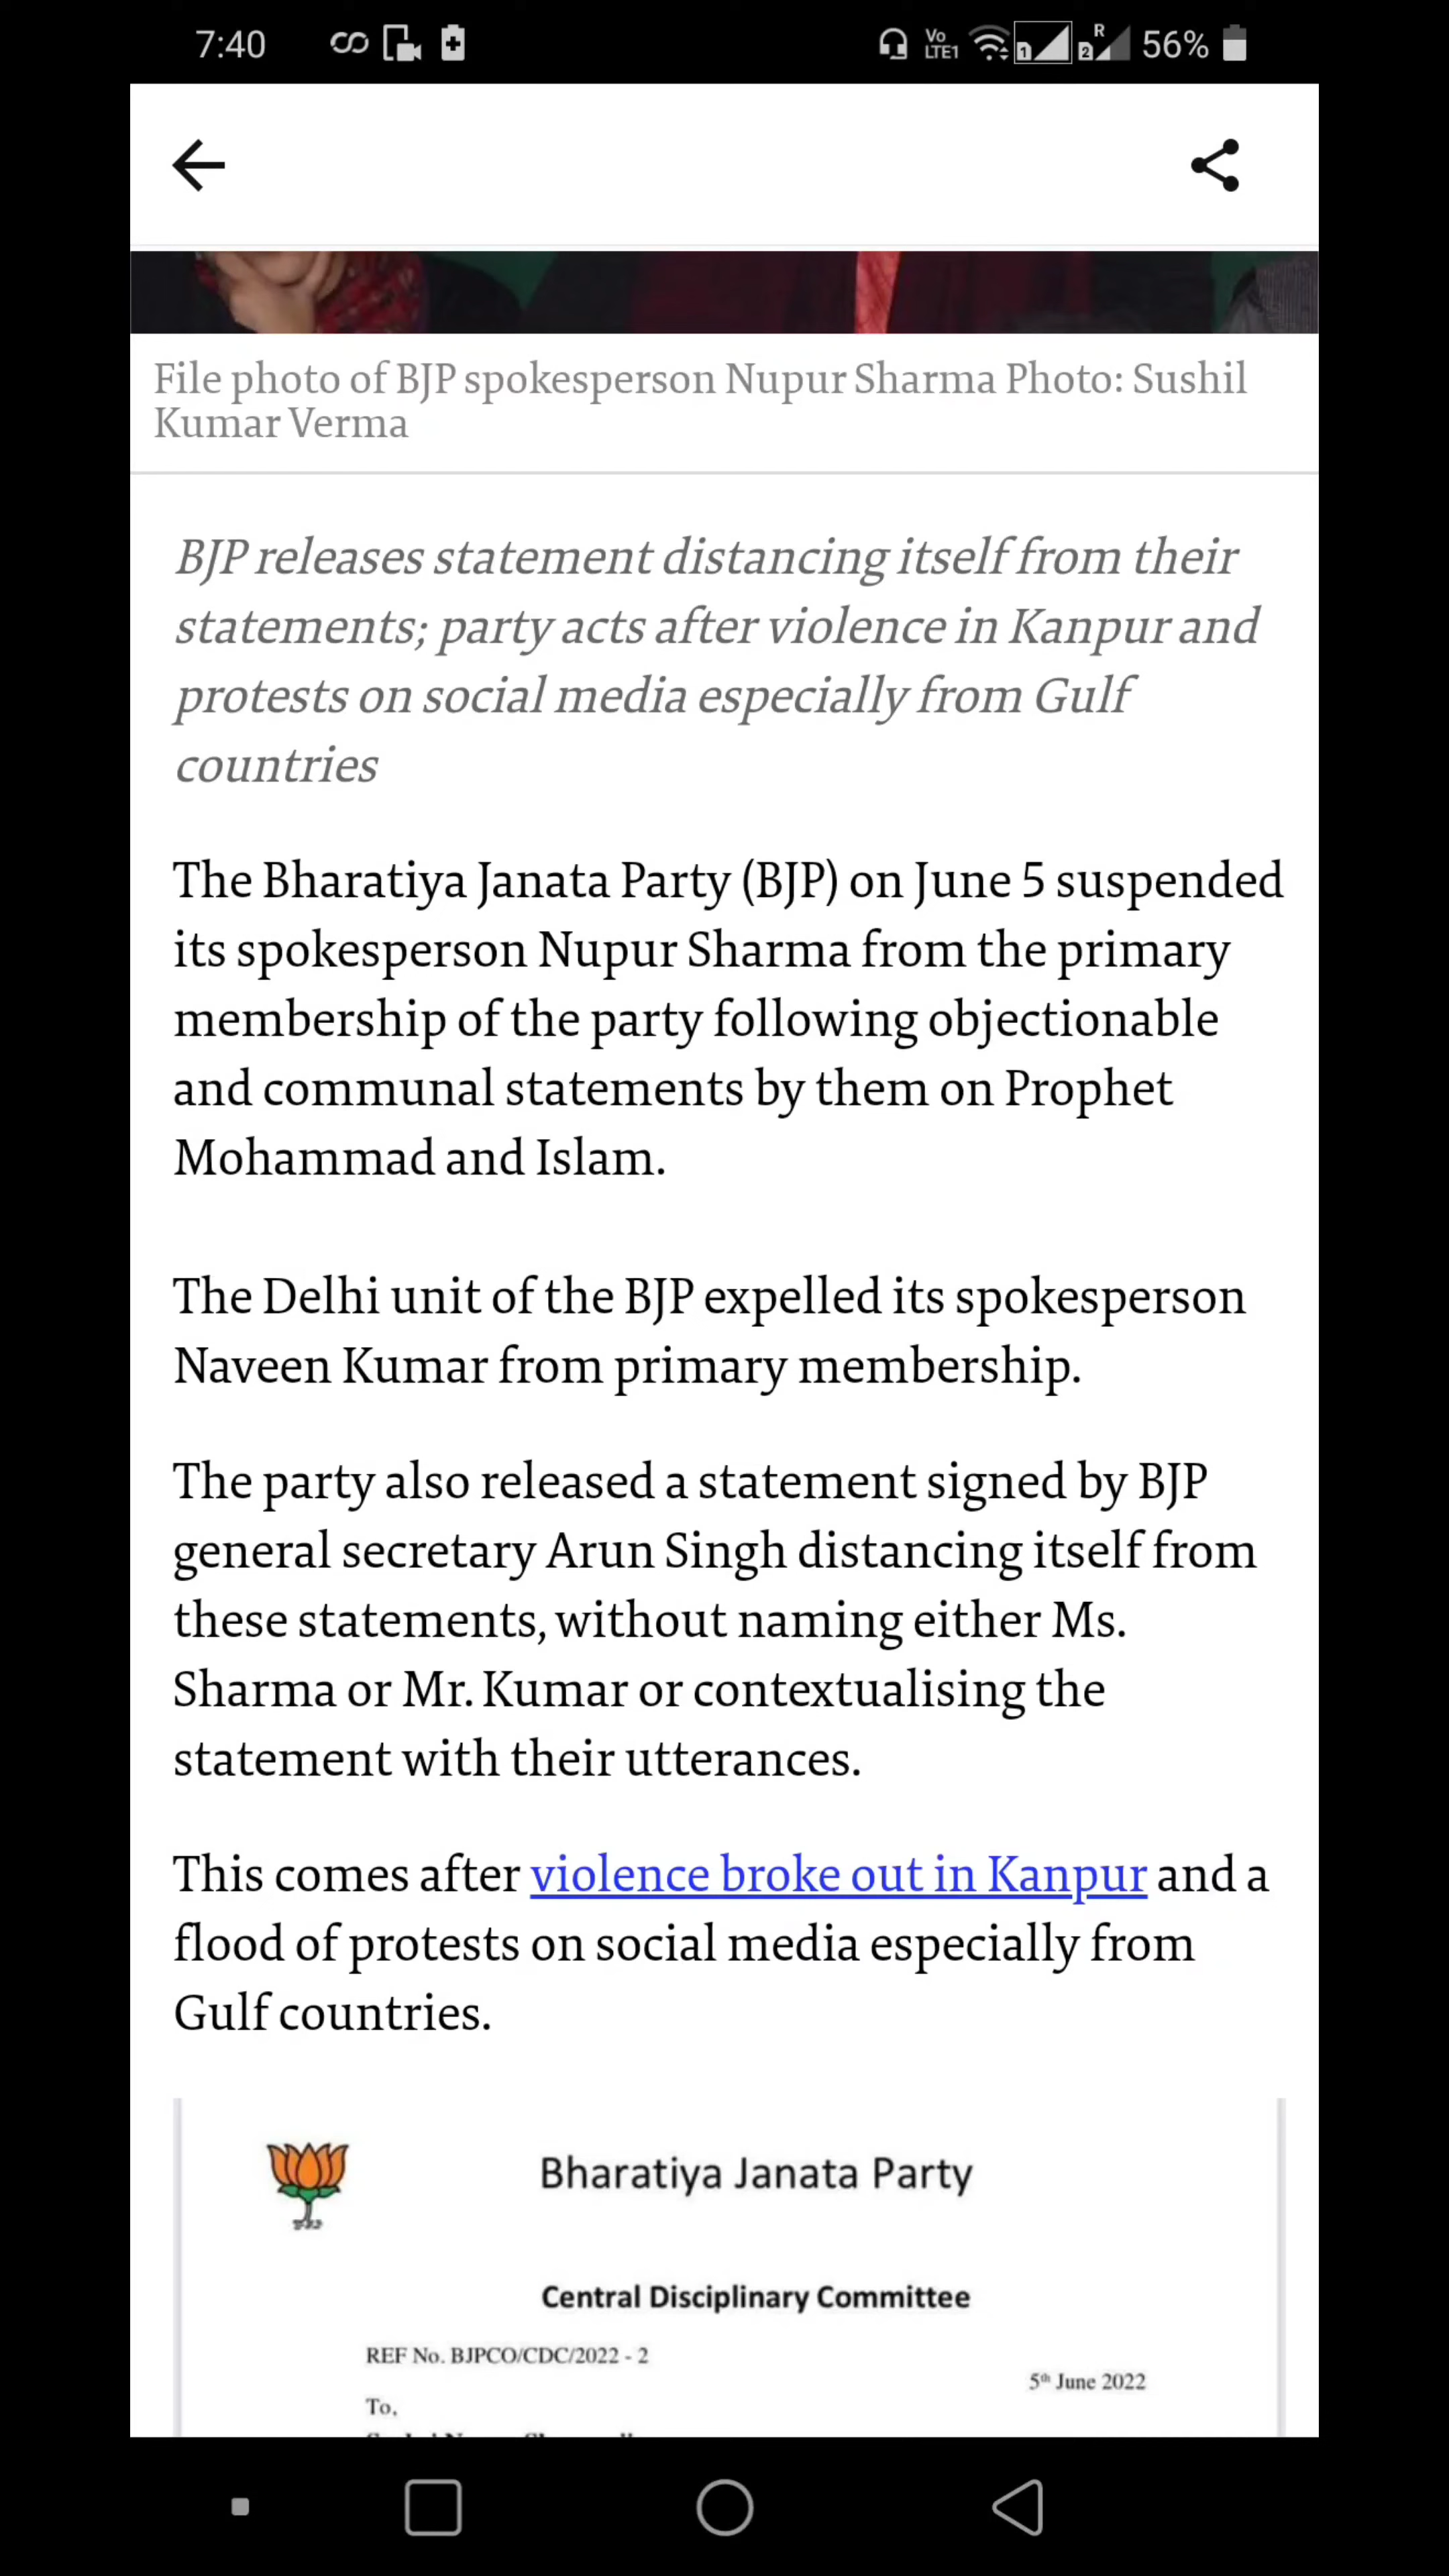 7:40
Vo
LTE1
1
R
2
56%
File photo of BJP spokesperson Nupur Sharma Photo: Sushil
Kumar Verma
BJP releases statement distancing itself from their
statements; party acts after violence in Kanpur and
protests on social media especially from Gulf
countries
The Bharatiya Janata Party (BJP) on June 5 suspended
its spokesperson Nupur Sharma from the primary
membership of the party following objectionable
and communal statements by them on Prophet
Mohammad and Islam.
The Delhi unit of the BJP expelled its spokesperson
Naveen Kumar from primary membership.
The party also released a statement signed by BJP
general secretary Arun Singh distancing itself from
these statements, without naming either Ms.
Sharma or Mr. Kumar or contextualising the
statement with their utterances.
This comes after violence broke out in Kanpur and a
flood of protests on social media especially from
Gulf countries.
Bharatiya Janata Party
Central Disciplinary Committee
REF No. BJPCO/CDC/2022 - 2
5th June 2022
To,